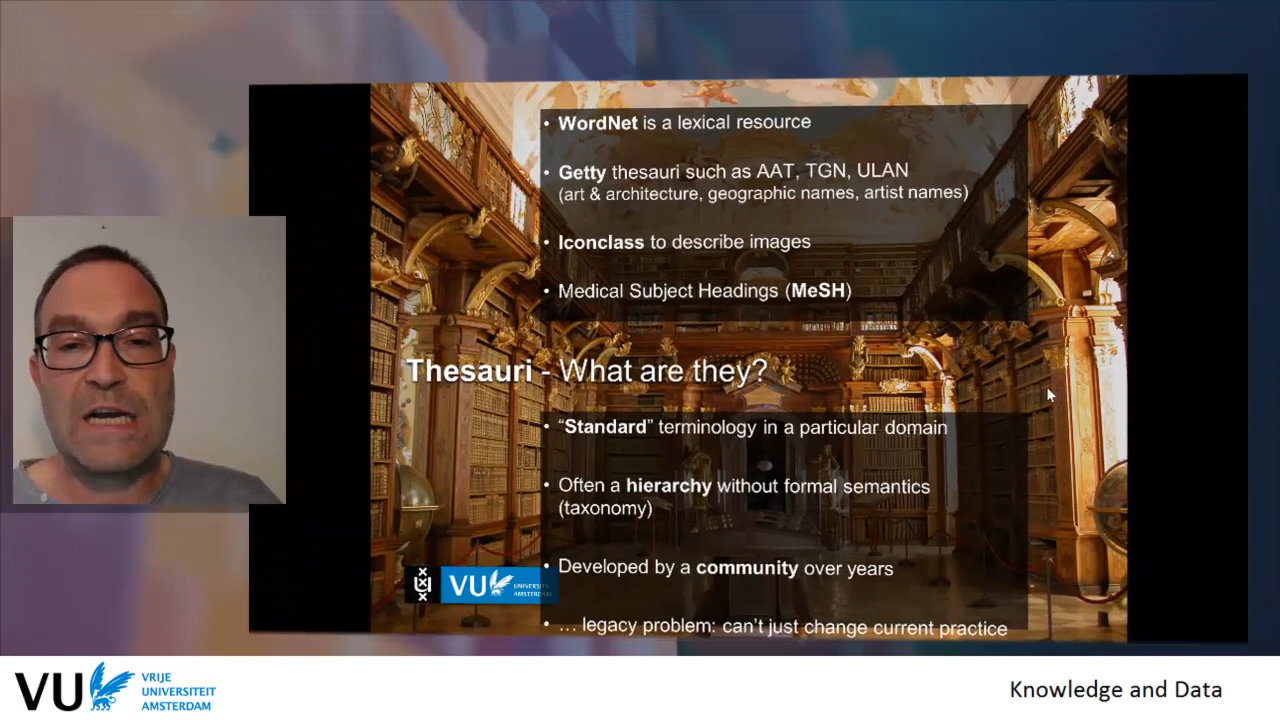 • WordNet is a lexical resource
• Getty thesauri such as AAT, TGN, ULAN
(art & architecture, geographic names, artist names)
• Iconclass to describe images
• Medical Subject Headings (MeSH)
Thesauri - What are they?
• “Standard” terminology in a particular domain
• Often a hierarchy without formal semantics
(taxonomy)
• Developed by a community over years
• … legacy problem: can’t just change current practice
VU UNIVERSITY
AMSTERDAM
VU VRIJE
UNIVERSITEIT
AMSTERDAM
Knowledge and Data